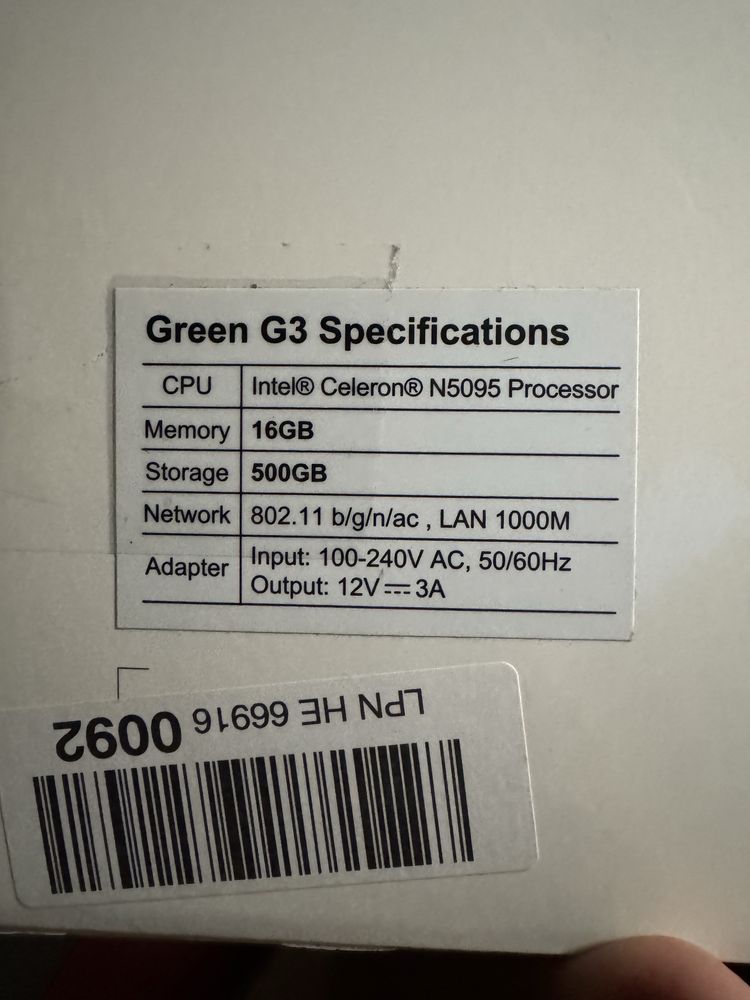 Green G3 Specifications
CPU Intel® Celeron® N5095 Processor
Memory 16GB
Storage 500GB
Network 802.11 b/g/n/ac , LAN 1000M
Adapter Input: 100-240V AC, 50/60Hz
Output: 12V⎓3A
LPN HE 66916 0092